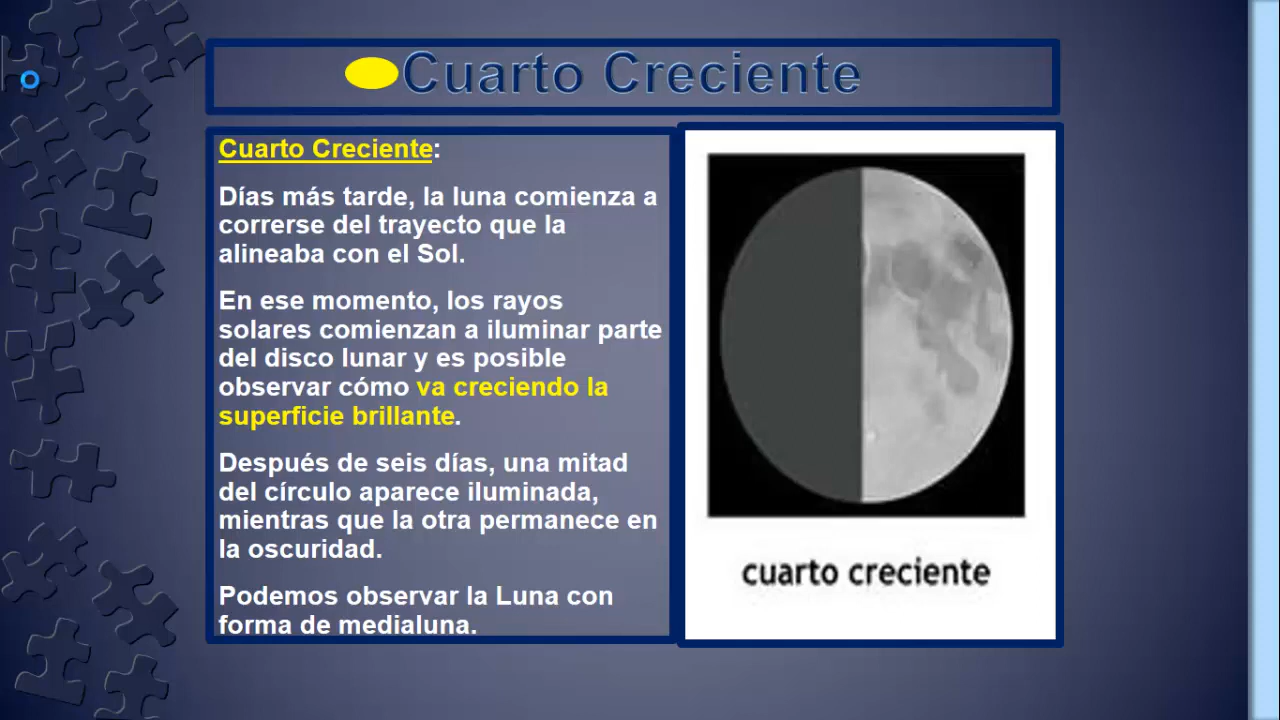 Cuarto Creciente
Cuarto Creciente:
Días más tarde, la luna comienza a
correrse del trayecto que la
alineaba con el Sol.
En ese momento, los rayos
solares comienzan a iluminar parte
del disco lunar y es posible
observar cómo va creciendo la
superficie brillante.
Después de seis días, una mitad
del círculo aparece iluminada,
mientras que la otra permanece en
la oscuridad.
Podemos observar la Luna con
forma de medialuna.
cuarto creciente